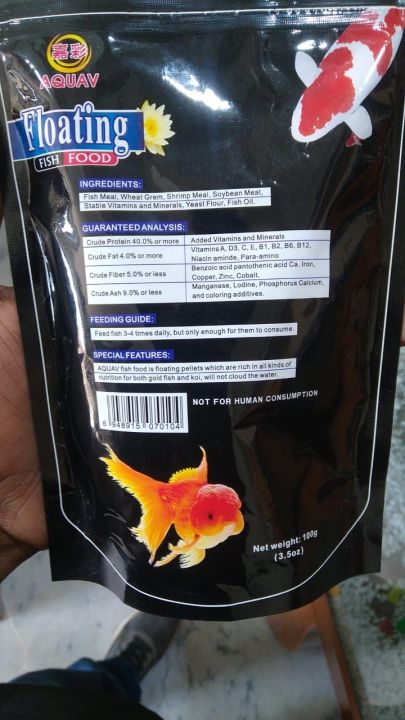 嘉彩
AQUAV
Floating
FISH FOOD
INGREDIENTS:
Fish Meal, Wheat Grem, Shrimp Meal, Soybean Meal,
Stable Vitamins and Minerals, Yeast Flour, Fish Oil.
GUARANTEED ANALYSIS:
Crude Protein 40.0% or more
Crude Fat 4.0% or more
Crude Fiber 5.0% or less
Crude Ash 9.0% or less
Added Vitamins and Minerals
Vitamins A, D3, C, E, B1, B2, B6, B12,
Niacin aminde, Para-amino
Benzoic acid pantothenic acid Ca, Iron,
Copper, Zinc, Cobalt.
Manganese, Lodine, Phosphorus Calcium,
and coloring additives.
FEEDING GUIDE:
Feed fish 3-4 times daily, but only enough for them to consume.
SPECIAL FEATURES:
AQUAV fish food is floating pellets which are rich in all kinds of
nutrition for both gold fish and koi, will not cloud the water.
NOT FOR HUMAN CONSUMPTION
6 948915 070104
Net weight: 100g
(3.5oz)